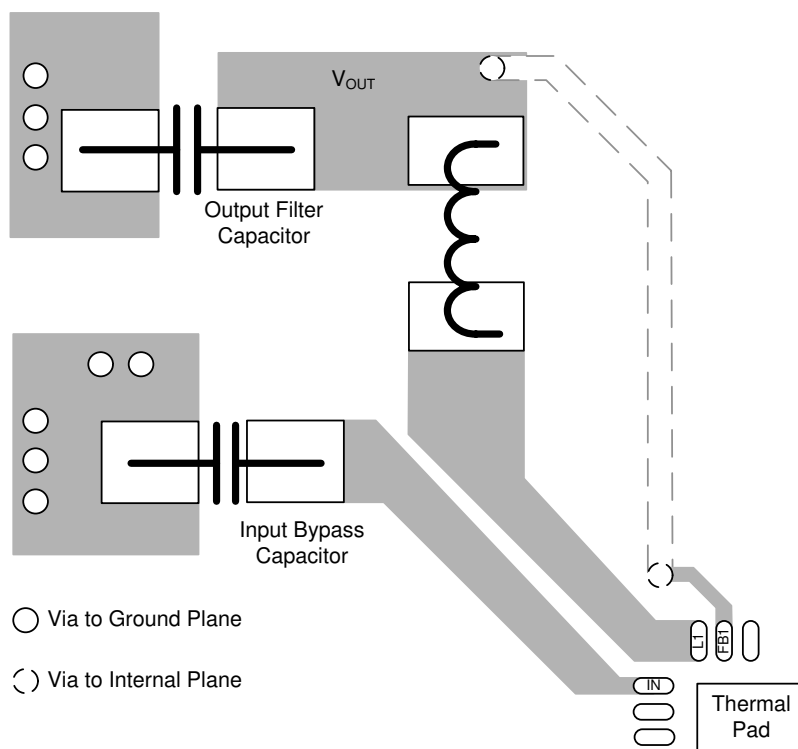 VOUT
Output Filter
Capacitor
Input Bypass
Capacitor
Via to Ground Plane
Via to Internal Plane
L1
FB1
IN
Thermal
Pad